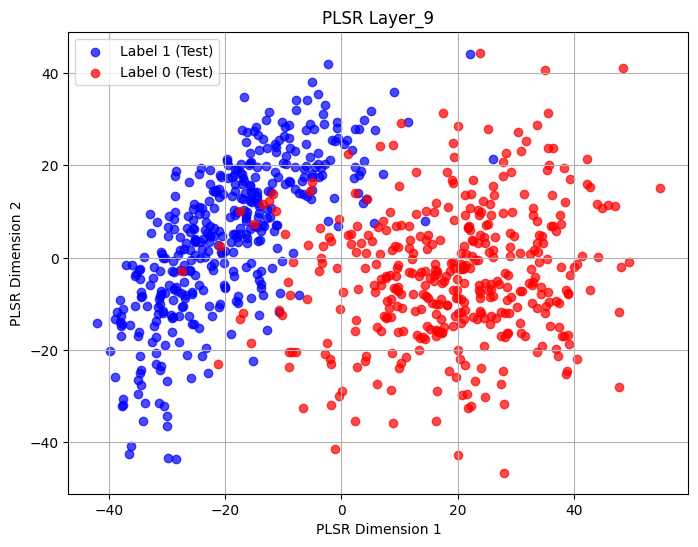 PLSR Layer_9
Label 1 (Test)
Label 0 (Test)
40
20
0
−20
−40
PLSR Dimension 2
−40
−20
0
20
40
PLSR Dimension 1